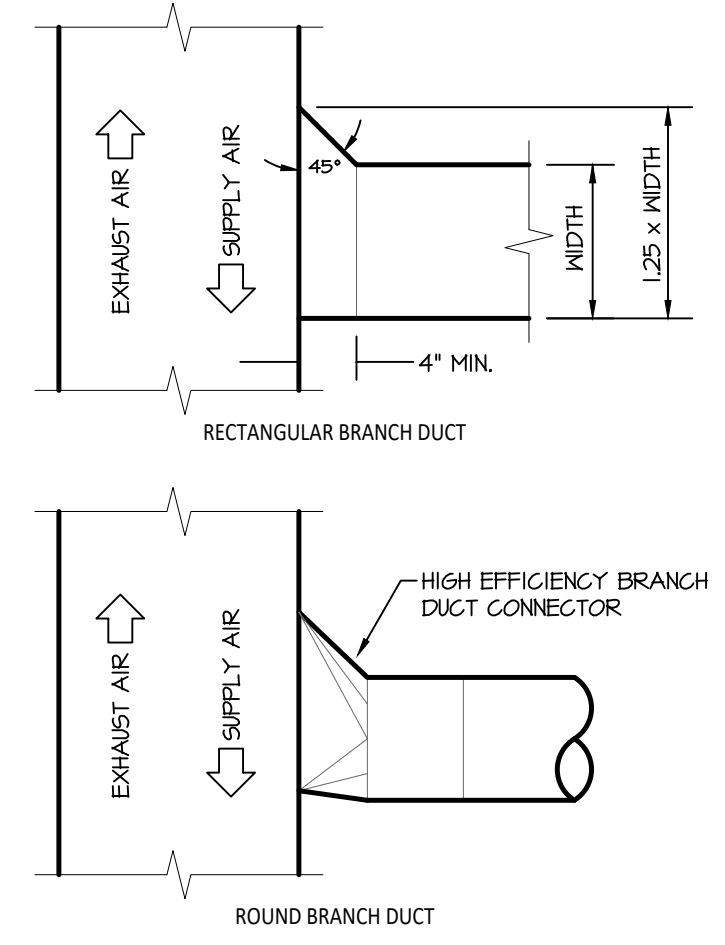 EXHAUST AIR
SUPPLY AIR
45°
WIDTH
1.25 x WIDTH
4" MIN.
RECTANGULAR BRANCH DUCT
HIGH EFFICIENCY BRANCH
DUCT CONNECTOR
EXHAUST AIR
SUPPLY AIR
ROUND BRANCH DUCT